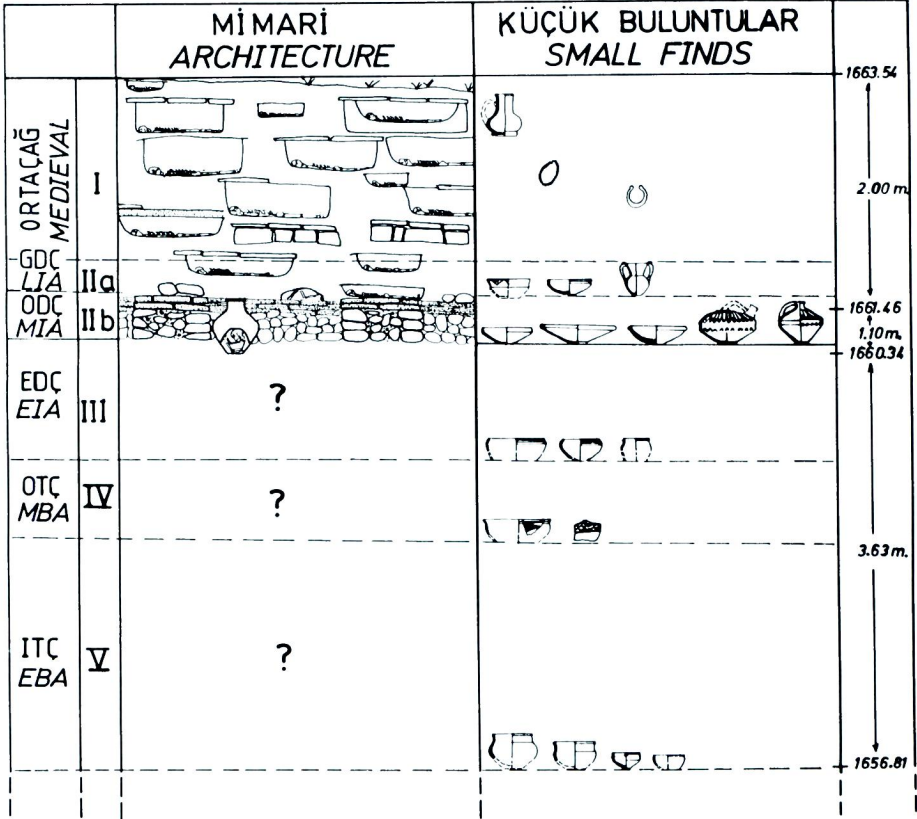 MİMARİ
ARCHITECTURE
KÜÇÜK BULUNTULAR
SMALL FINDS
1663.54
ORTAÇAĞ
MEDIEVAL
I
2.00 m.
GDÇ
LIA
IIa
ODÇ
MIA
IIb
1661.46
1.10 m.
1660.34
EDÇ
EIA
III
?
OTÇ
MBA
IV
?
3.63 m.
ITÇ
EBA
V
?
1656.81